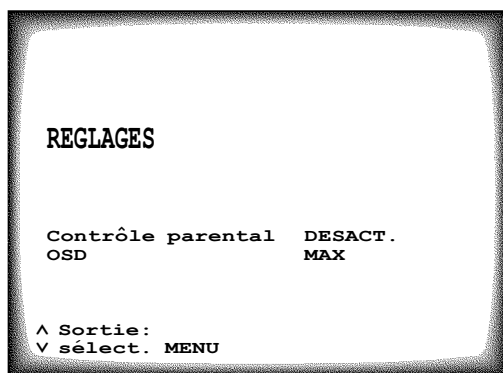 REGLAGES
Contrôle parental DESACT.
OSD MAX
∧ Sortie:
∨ sélect. MENU